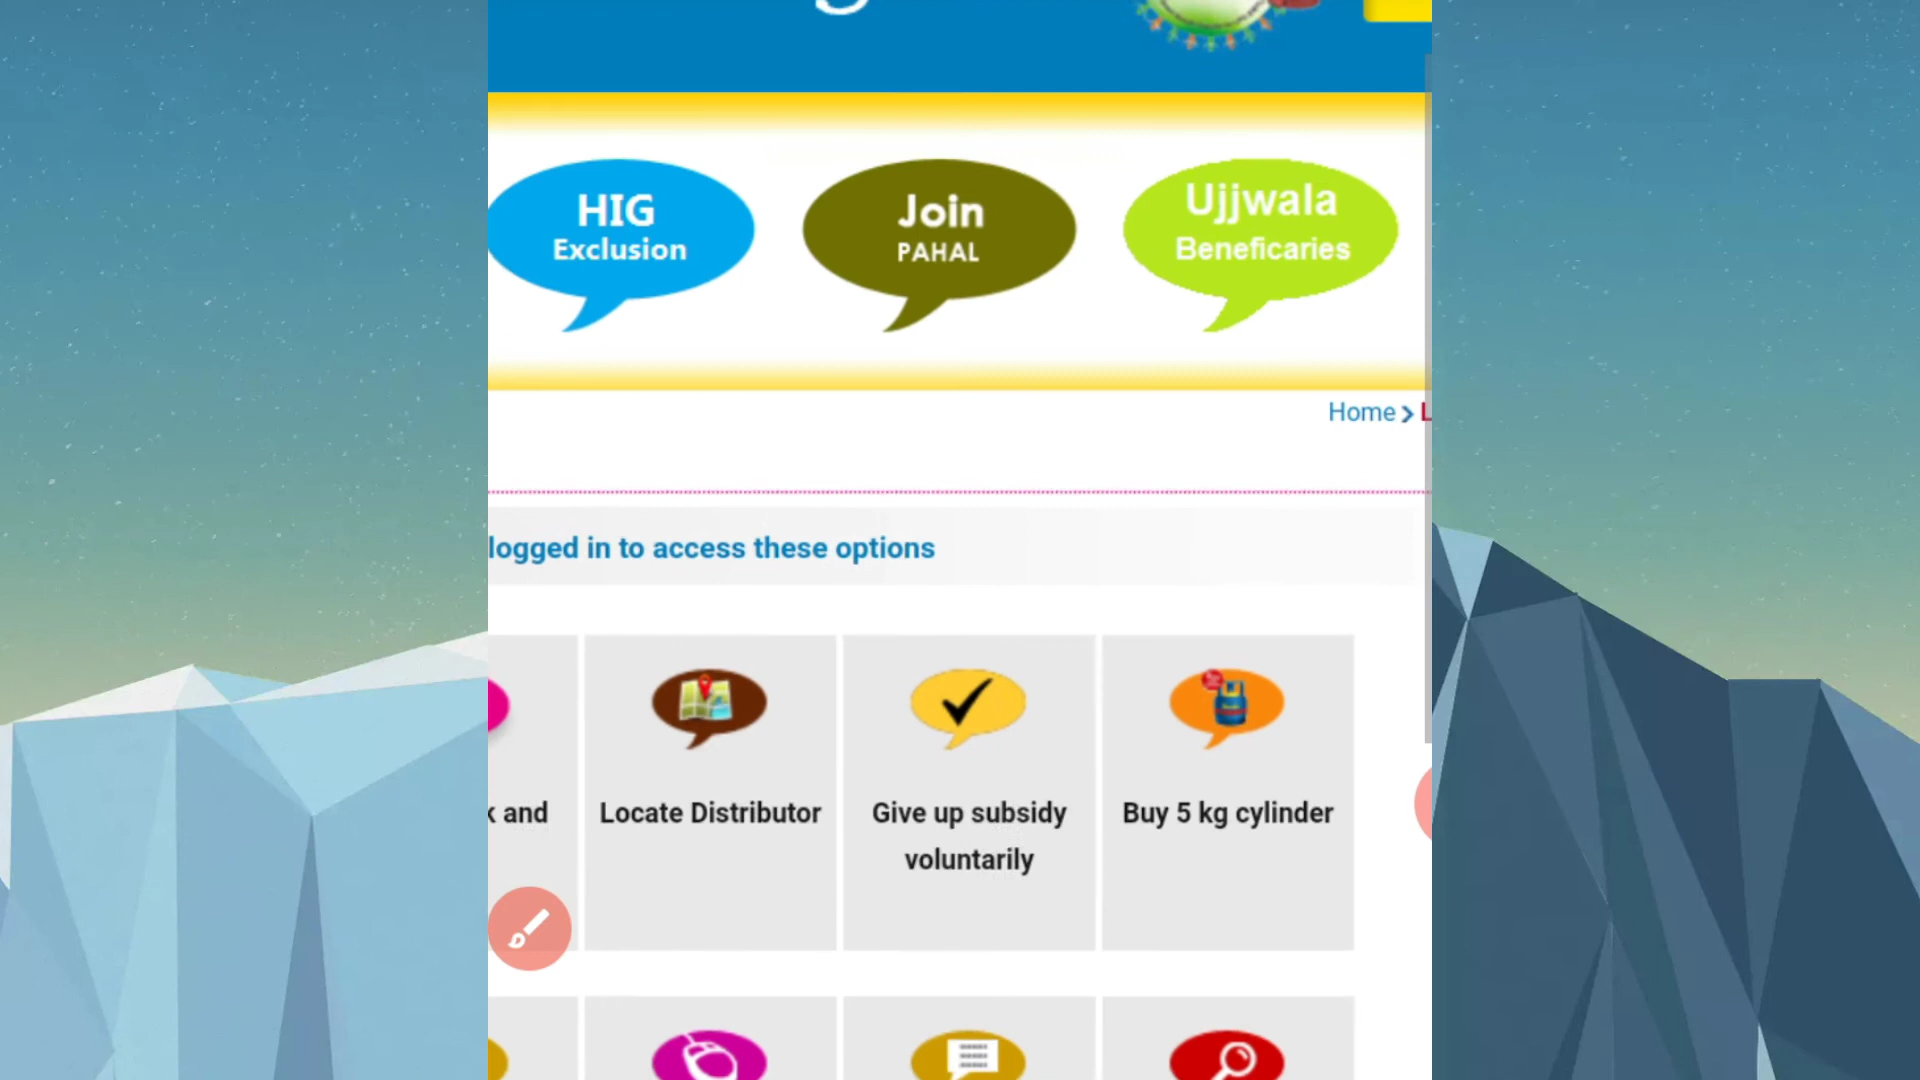 HIG
Exclusion
Join
PAHAL
Ujjwala
Beneficaries
Home
logged in to access these options
and
Locate Distributor
Give up subsidy
voluntarily
Buy 5 kg cylinder